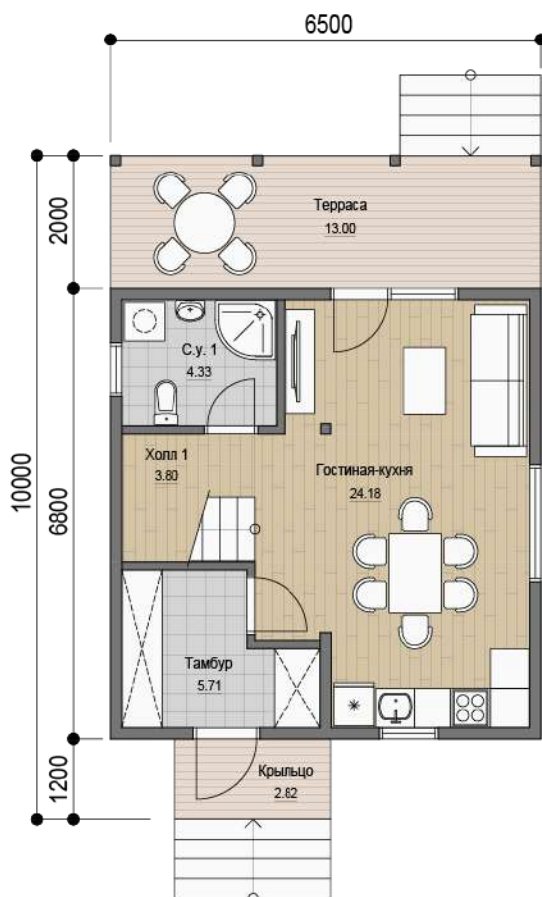 6500
Терраса
13.00
2000
С.у. 1
4.33
Холл 1
3.80
Гостиная-кухня
24.18
10000
6800
Тамбур
5.71
Крыльцо
2.62
1200